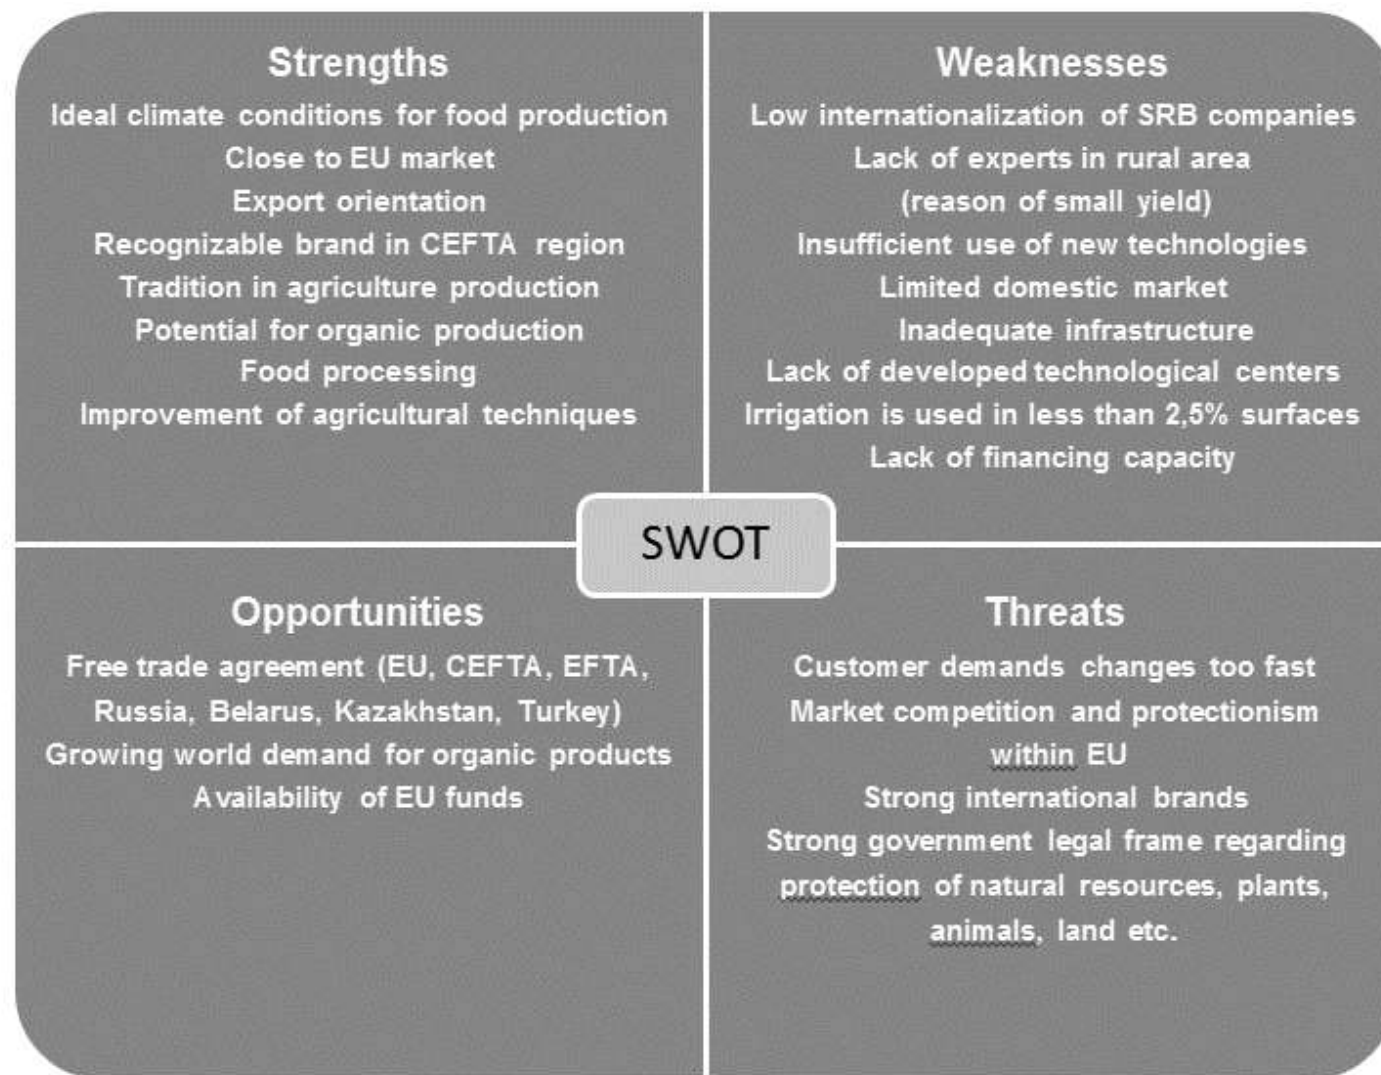 Strengths
Ideal climate conditions for food production
Close to EU market
Export orientation
Recognizable brand in CEFTA region
Tradition in agriculture production
Potential for organic production
Food processing
Improvement of agricultural techniques
Weaknesses
Low internationalization of SRB companies
Lack of experts in rural area
(reason of small yield)
Insufficient use of new technologies
Limited domestic market
Inadequate infrastructure
Lack of developed technological centers
Irrigation is used in less than 2,5% surfaces
Lack of financing capacity
SWOT
Opportunities
Free trade agreement (EU, CEFTA, EFTA,
Russia, Belarus, Kazakhstan, Turkey)
Growing world demand for organic products
Availability of EU funds
Threats
Customer demands changes too fast
Market competition and protectionism
within EU
Strong international brands
Strong government legal frame regarding
protection of natural resources, plants,
animals, land etc.